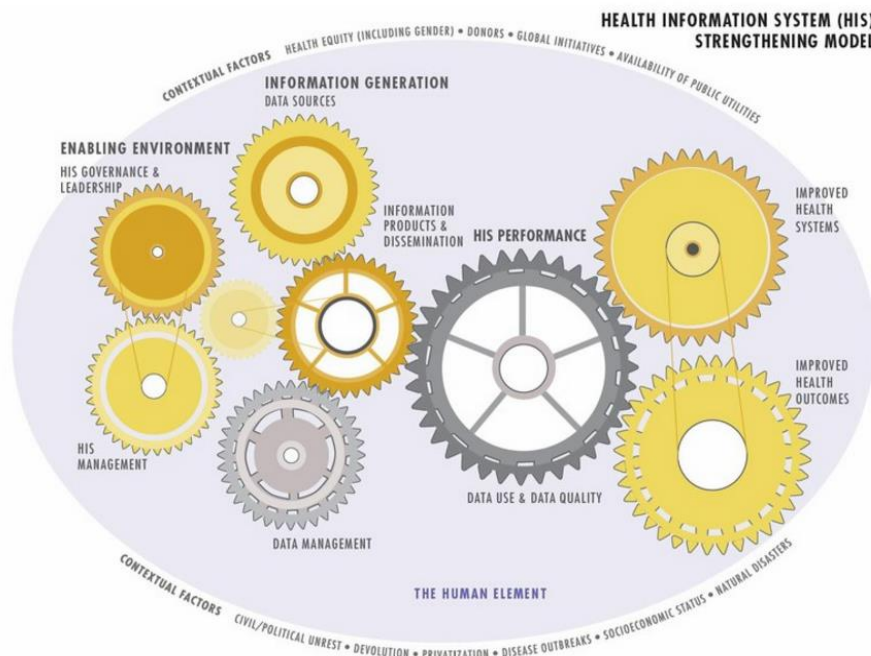 HEALTH INFORMATION SYSTEM (HIS)
STRENGTHENING MODEL
CONTEXTUAL FACTORS HEALTH EQUITY (INCLUDING GENDER) • DONORS • GLOBAL INITIATIVES • AVAILABILITY OF PUBLIC UTILITIES
INFORMATION GENERATION
DATA SOURCES
ENABLING ENVIRONMENT
HIS GOVERNANCE &
LEADERSHIP
INFORMATION
PRODUCTS &
DISSEMINATION
HIS PERFORMANCE
IMPROVED
HEALTH
SYSTEMS
IMPROVED
HEALTH
OUTCOMES
HIS
MANAGEMENT
DATA MANAGEMENT
DATA USE & DATA QUALITY
THE HUMAN ELEMENT
CONTEXTUAL FACTORS CIVIL/POLITICAL UNREST • DEVOLUTION • PRIVATIZATION • DISEASE OUTBREAKS • SOCIOECONOMIC STATUS • NATURAL DISASTERS